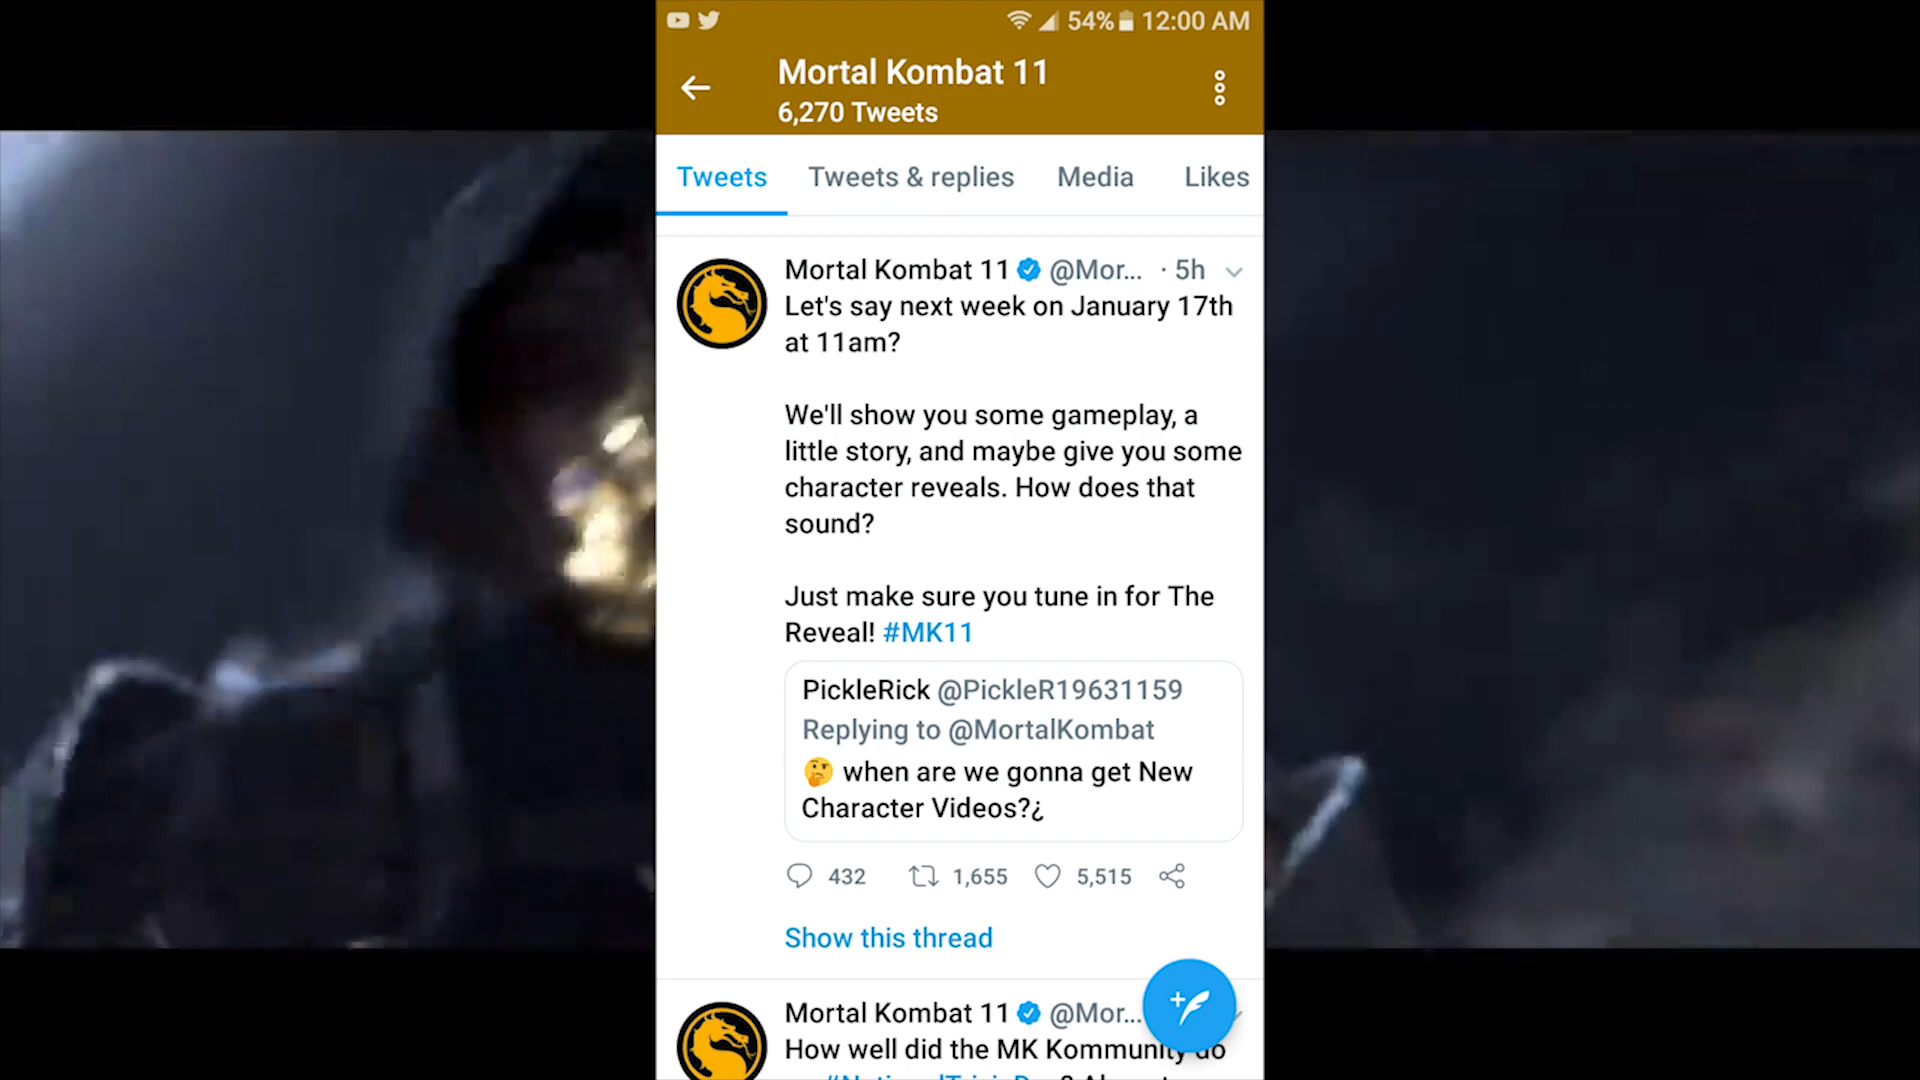 54% 12:00 AM
Mortal Kombat 11
6,270 Tweets
Tweets Tweets & replies Media Likes
Mortal Kombat 11 @Mor... · 5h
Let's say next week on January 17th
at 11am?
We'll show you some gameplay, a
little story, and maybe give you some
character reveals. How does that
sound?
Just make sure you tune in for The
Reveal! #MK11
PickleRick @PickleR19631159
Replying to @MortalKombat
🤔 when are we gonna get New
Character Videos?¿
432 1,655 5,515
Show this thread
Mortal Kombat 11 @Mor...
How well did the MK Kommunity do